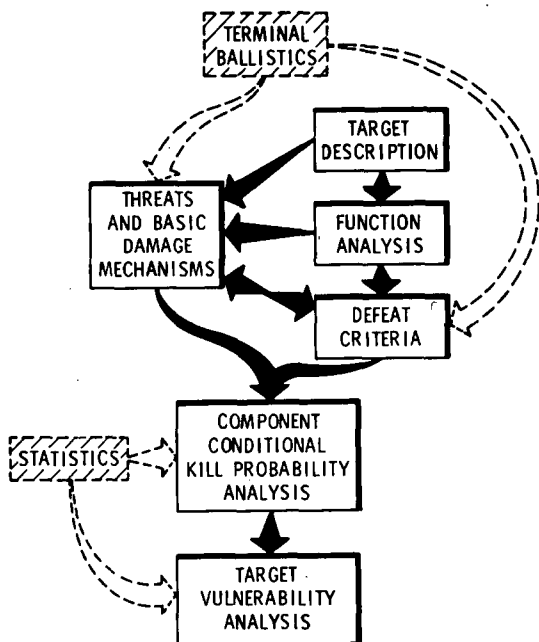 TERMINAL
BALLISTICS
TARGET
DESCRIPTION
THREATS
AND BASIC
DAMAGE
MECHANISMS
FUNCTION
ANALYSIS
DEFEAT
CRITERIA
COMPONENT
CONDITIONAL
KILL PROBABILITY
ANALYSIS
STATISTICS
TARGET
VULNERABILITY
ANALYSIS